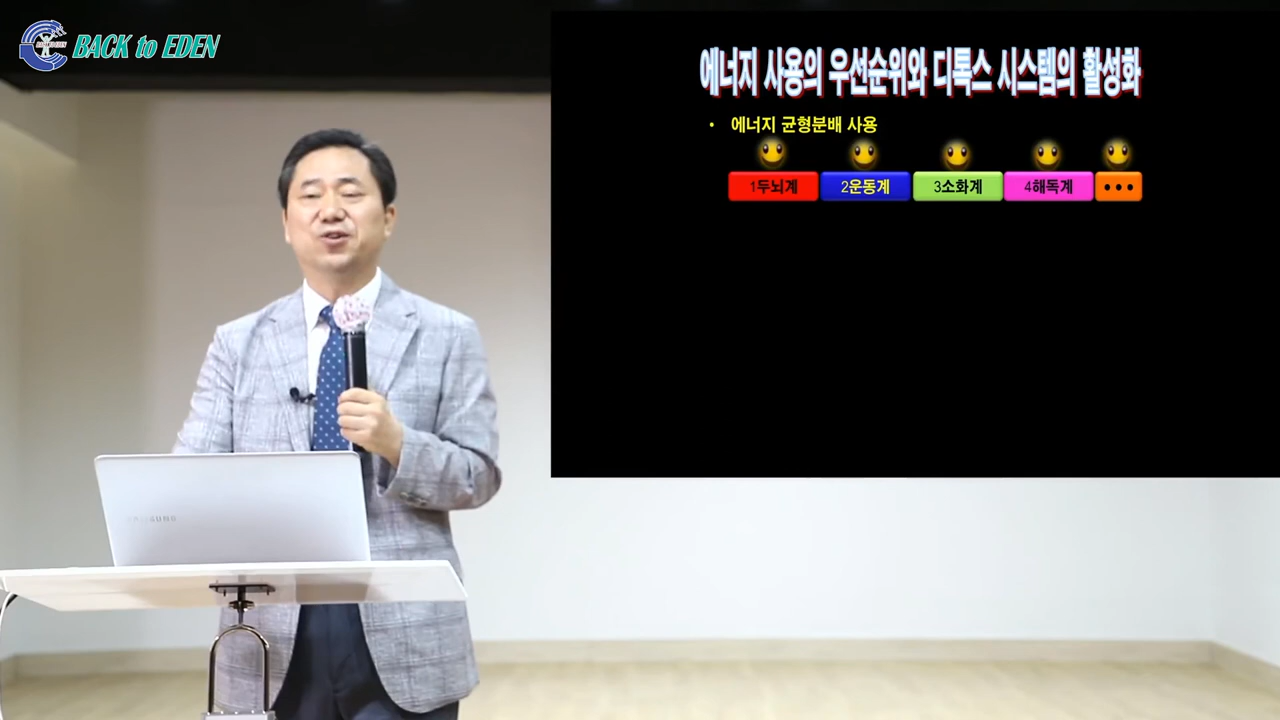 BACK to EDEN
에너지 사용의 우선순위와 디톡스 시스템의 활성화
• 에너지 균형분배 사용
1두뇌계 2운동계 3소화계 4해독계 •••
SAMSUNG